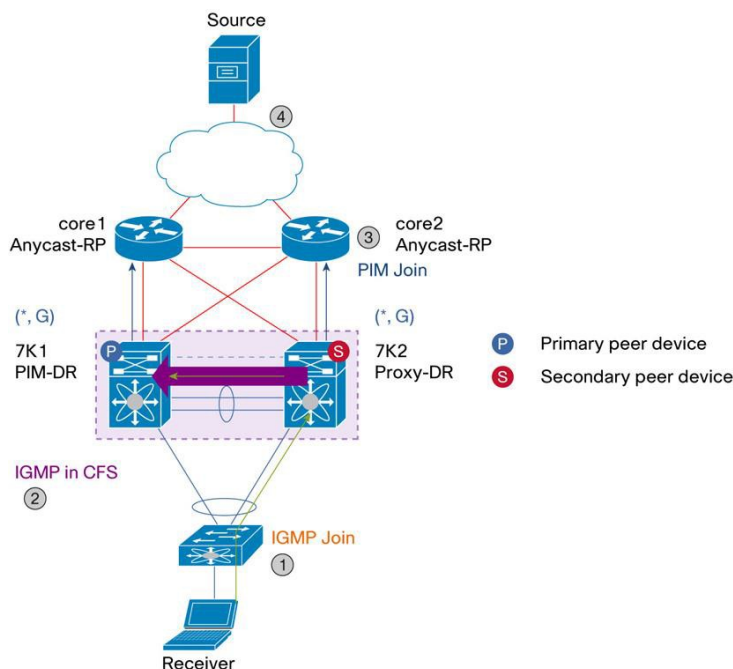 Source
4
core1
Anycast-RP
core2
Anycast-RP
3
PIM Join
(*, G)
(*, G)
7K1
PIM-DR
P
S
7K2
Proxy-DR
P Primary peer device
S Secondary peer device
IGMP in CFS
2
IGMP Join
1
Receiver